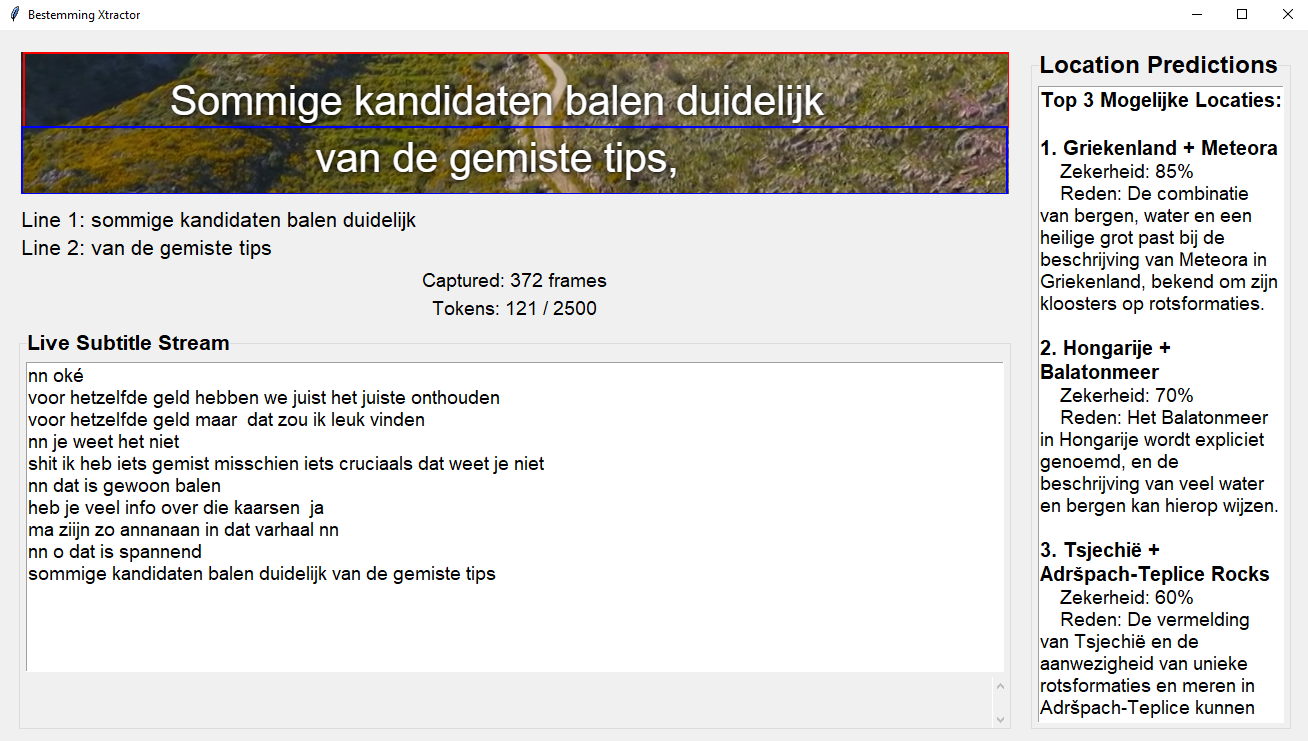 Bestemming Xtractor
Sommige kandidaten balen duidelijk
van de gemiste tips,
Line 1: sommige kandidaten balen duidelijk
Line 2: van de gemiste tips
Captured: 372 frames
Tokens: 121 / 2500
Live Subtitle Stream
nn oké
voor hetzelfde geld hebben we juist het juiste onthouden
voor hetzelfde geld maar  dat zou ik leuk vinden
nn je weet het niet
shit ik heb iets gemist misschien iets cruciaals dat weet je niet
nn dat is gewoon balen
heb je veel info over die kaarsen  ja
ma ziijn zo annanaan in dat varhaal nn
nn o dat is spannend
sommige kandidaten balen duidelijk van de gemiste tips
Location Predictions
Top 3 Mogelijke Locaties:
1. Griekenland + Meteora
Zekerheid: 85%
Reden: De combinatie
van bergen, water en een
heilige grot past bij de
beschrijving van Meteora in
Griekenland, bekend om zijn
kloosters op rotsformaties.
2. Hongarije +
Balatonmeer
Zekerheid: 70%
Reden: Het Balatonmeer
in Hongarije wordt expliciet
genoemd, en de
beschrijving van veel water
en bergen kan hierop wijzen.
3. Tsjechië +
Adršpach-Teplice Rocks
Zekerheid: 60%
Reden: De vermelding
van Tsjechië en de
aanwezigheid van unieke
rotsformaties en meren in
Adršpach-Teplice kunnen